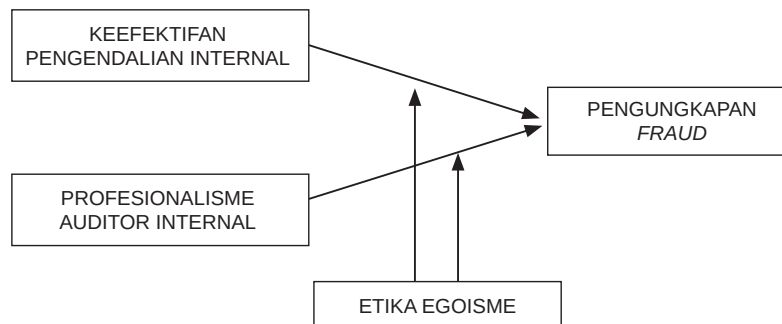 KEEFEKTIFAN
PENGENDALIAN INTERNAL
PENGUNGKAPAN
FRAUD
PROFESIONALISME
AUDITOR INTERNAL
ETIKA EGOISME